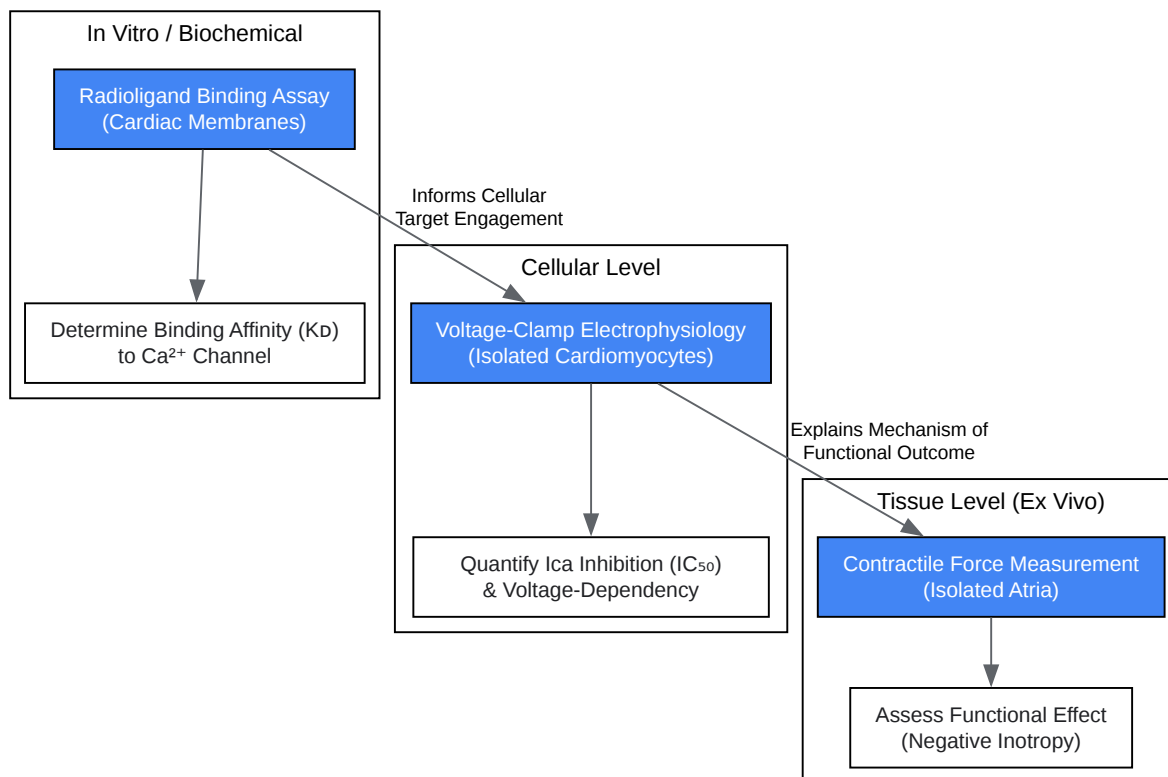 In Vitro / Biochemical
Radioligand Binding Assay
(Cardiac Membranes)
Informs Cellular
Target Engagement
Determine Binding Affinity (Kᴅ)
to Ca²⁺ Channel
Cellular Level
Voltage-Clamp Electrophysiology
(Isolated Cardiomyocytes)
Explains Mechanism of
Functional Outcome
Quantify Ica Inhibition (IC₅₀)
& Voltage-Dependency
Tissue Level (Ex Vivo)
Contractile Force Measurement
(Isolated Atria)
Assess Functional Effect
(Negative Inotropy)